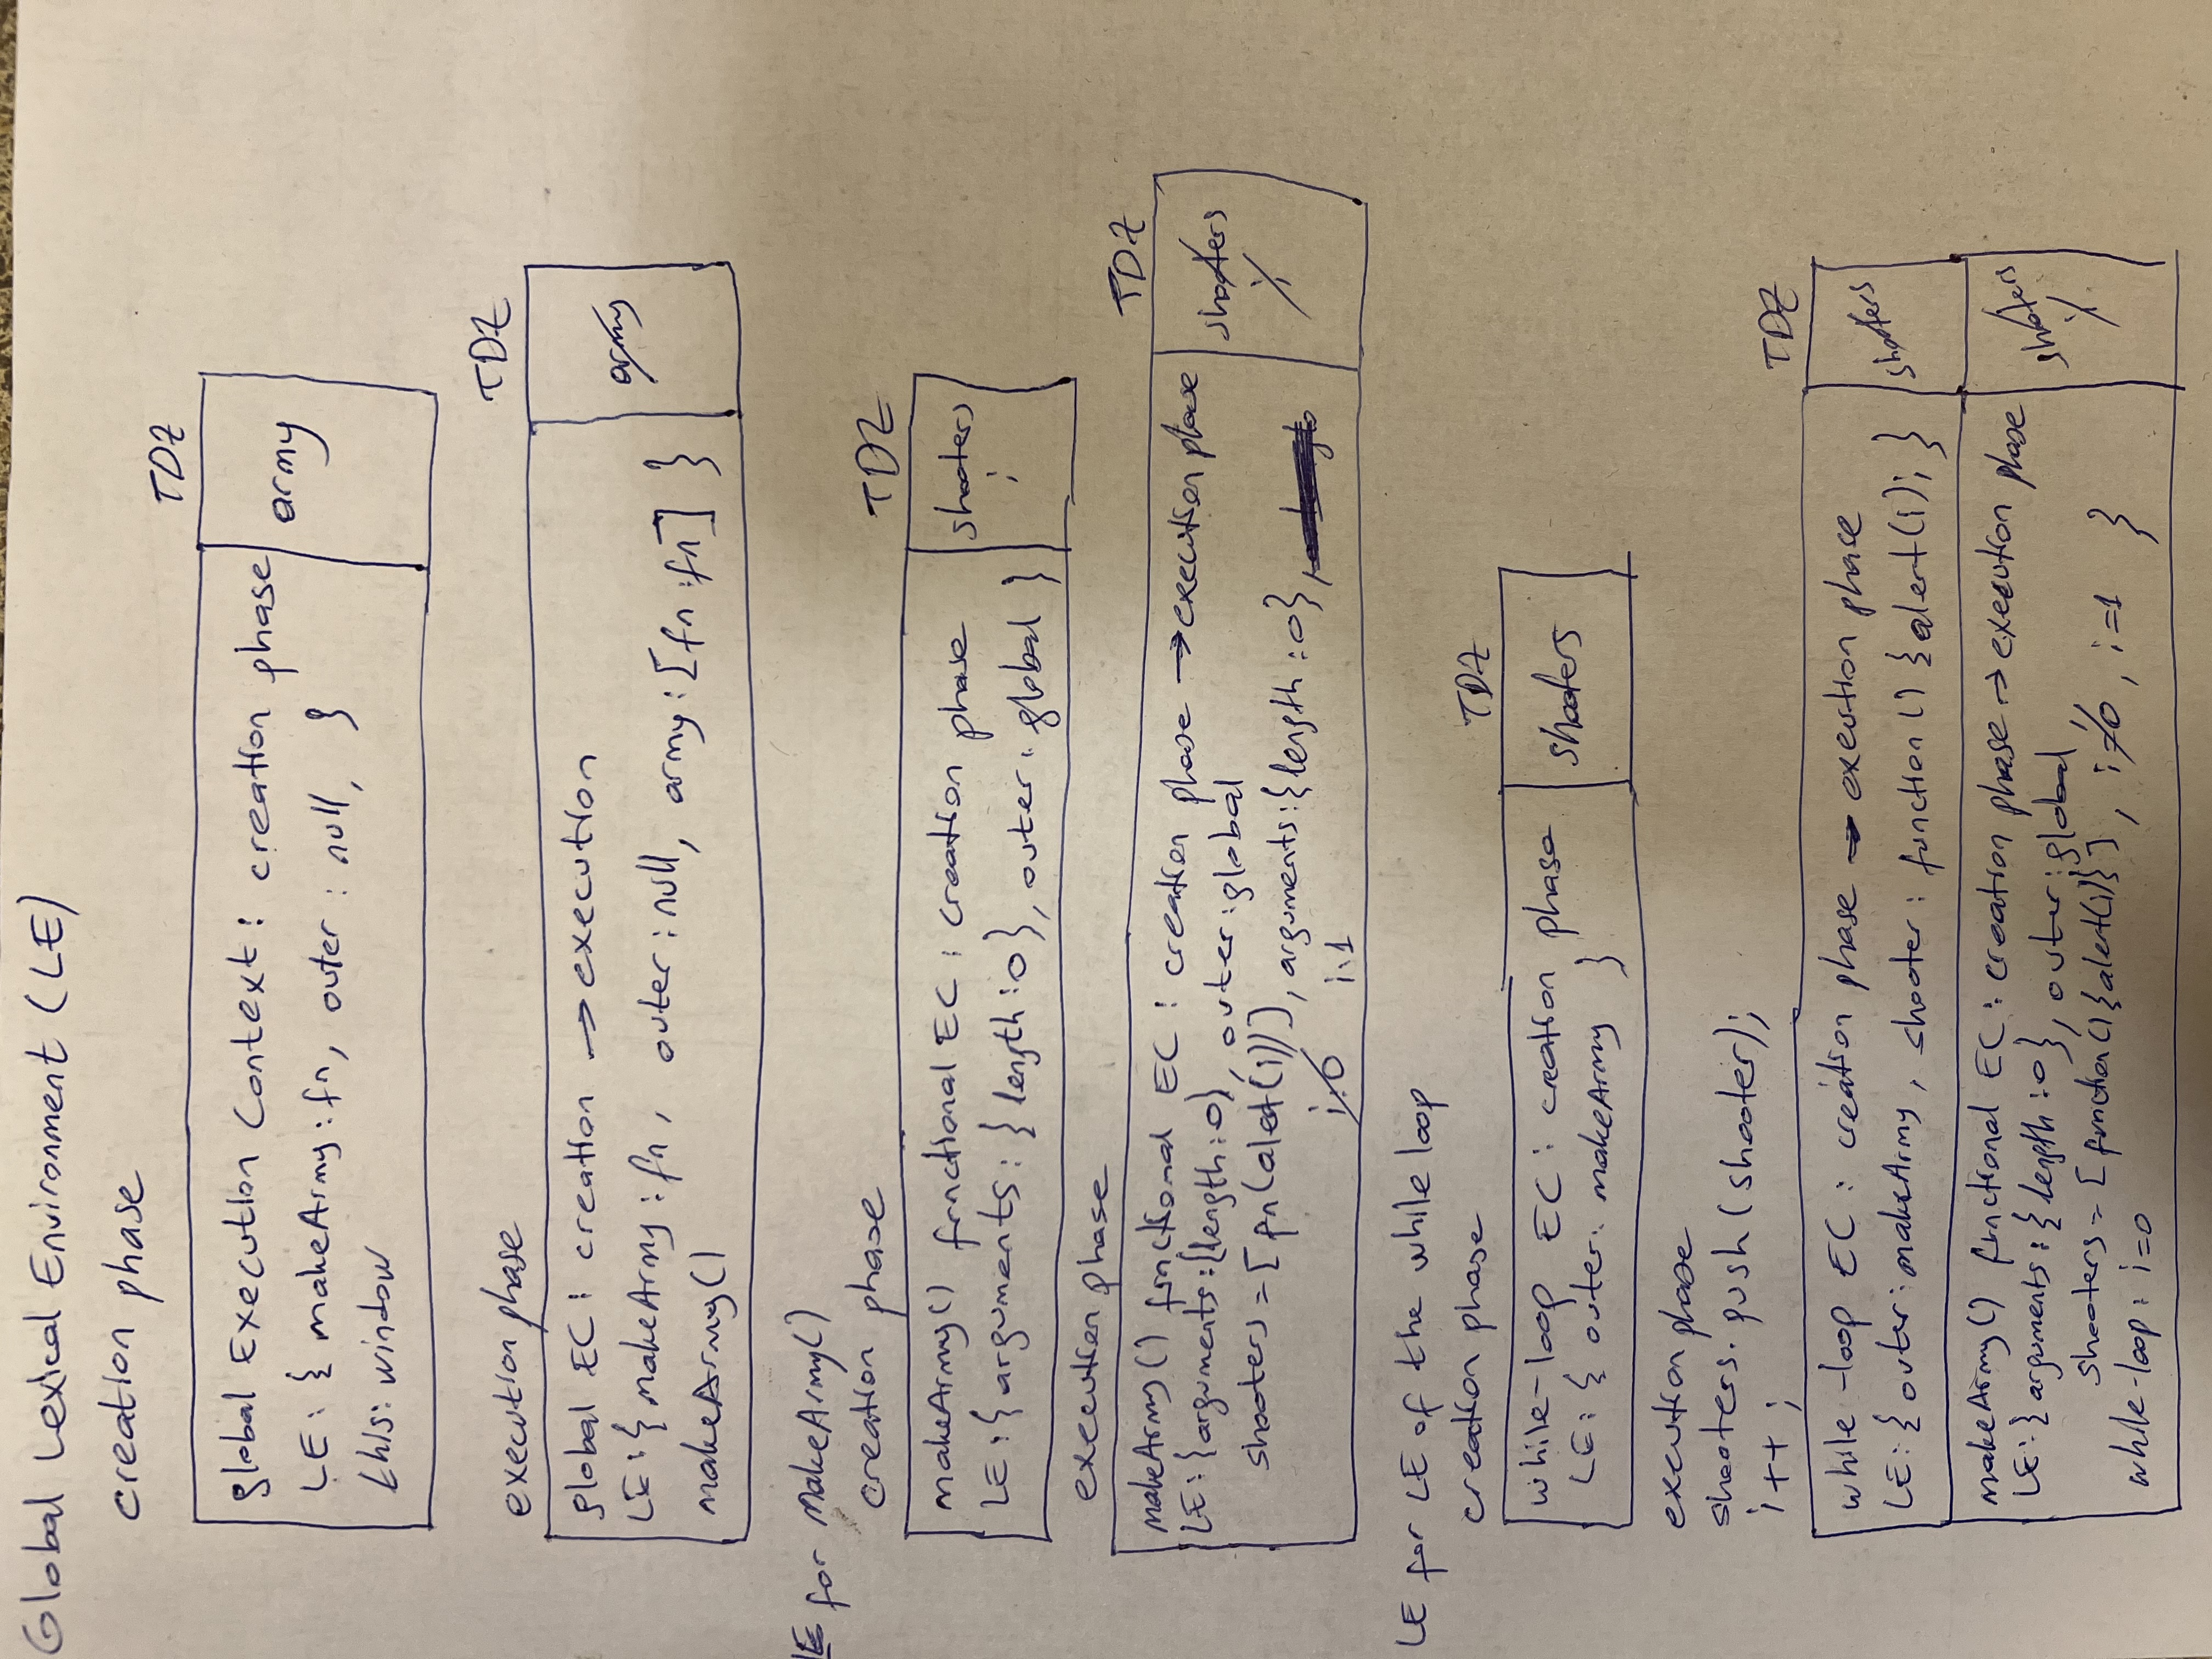 Global Lexical Environment (LE)
creation phase
TDZ
global Execution Context : creation phase
army
LE : { makeArmy : fn, outer : null, }
this: window
execution phase
TDZ
global EC : creation → execution
army
LE : { makeArmy : fn, outer : null, army : [fn : fn] }
makeArmy()
LE for makeArmy()
creation phase
TDZ
makeArmy() functional EC : creation phase
shooters
LE : { arguments : { length : 0 }, outer : global }
i
execution phase
TDZ
makeArmy() functional EC : creation phase → execution phase
shooters
LE : { arguments : {length : 0}, outer : global
i
shooters = [ fn(alert(i)) ], arguments : {length : 0},
i:0 i:1
LE for LE of the while loop
creation phase
TDZ
while-loop EC : creation phase
shooters
LE : { outer : makeArmy }
execution phase
shooters. push (shooter);
i++ ;
TDZ
while -loop EC : creation phase → exection phase
shooters
LE : { outer : makeArmy , shooter : function () { alert(i); }
makeArmy() functional EC : creation phase → execution phase
shooters
LE : { arguments : { length : 0 }, outer : global,
i
shooters = [ function () {alert(i)} ] , i=0 , i=1 }
while-loop : i=0